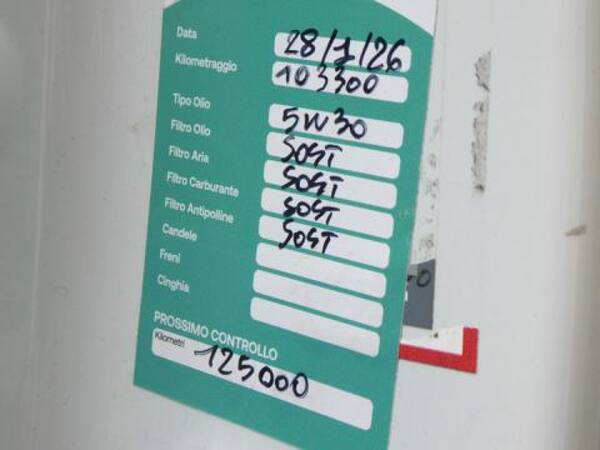 Data 28/1/26
Kilometraggio 103300
Tipo Olio 5W30
Filtro Olio SOST
Filtro Aria SOST
Filtro Carburante SOST
Filtro Antipolline SOST
Candele
Freni
Cinghia
PROSSIMO CONTROLLO
Kilometri 125000